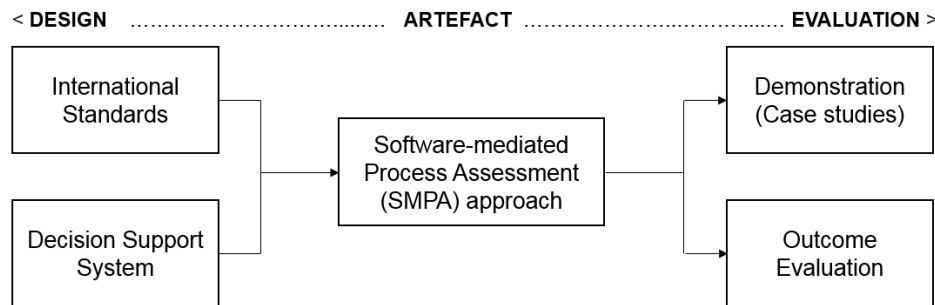 < DESIGN ........................................ ARTEFACT ........................................ EVALUATION >
International
Standards
Decision Support
System
Software-mediated
Process Assessment
(SMPA) approach
Demonstration
(Case studies)
Outcome
Evaluation